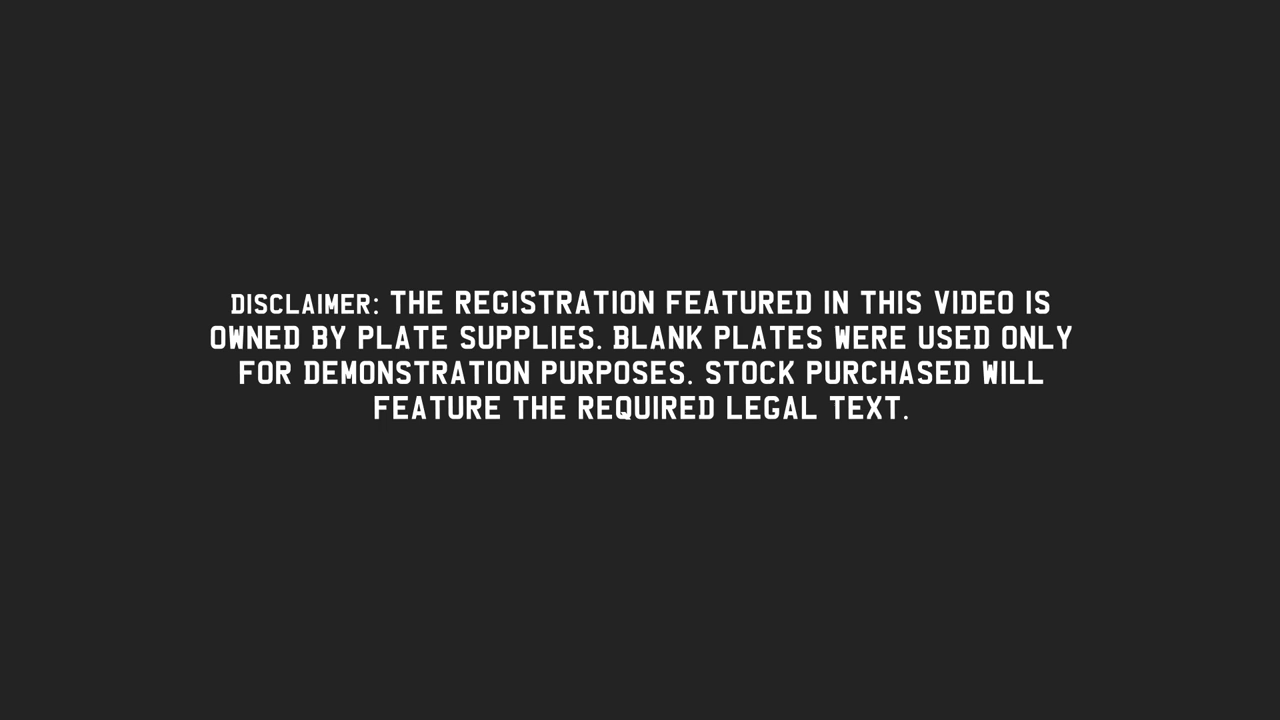 DISCLAIMER: THE REGISTRATION FEATURED IN THIS VIDEO IS
OWNED BY PLATE SUPPLIES. BLANK PLATES WERE USED ONLY
FOR DEMONSTRATION PURPOSES. STOCK PURCHASED WILL
FEATURE THE REQUIRED LEGAL TEXT.